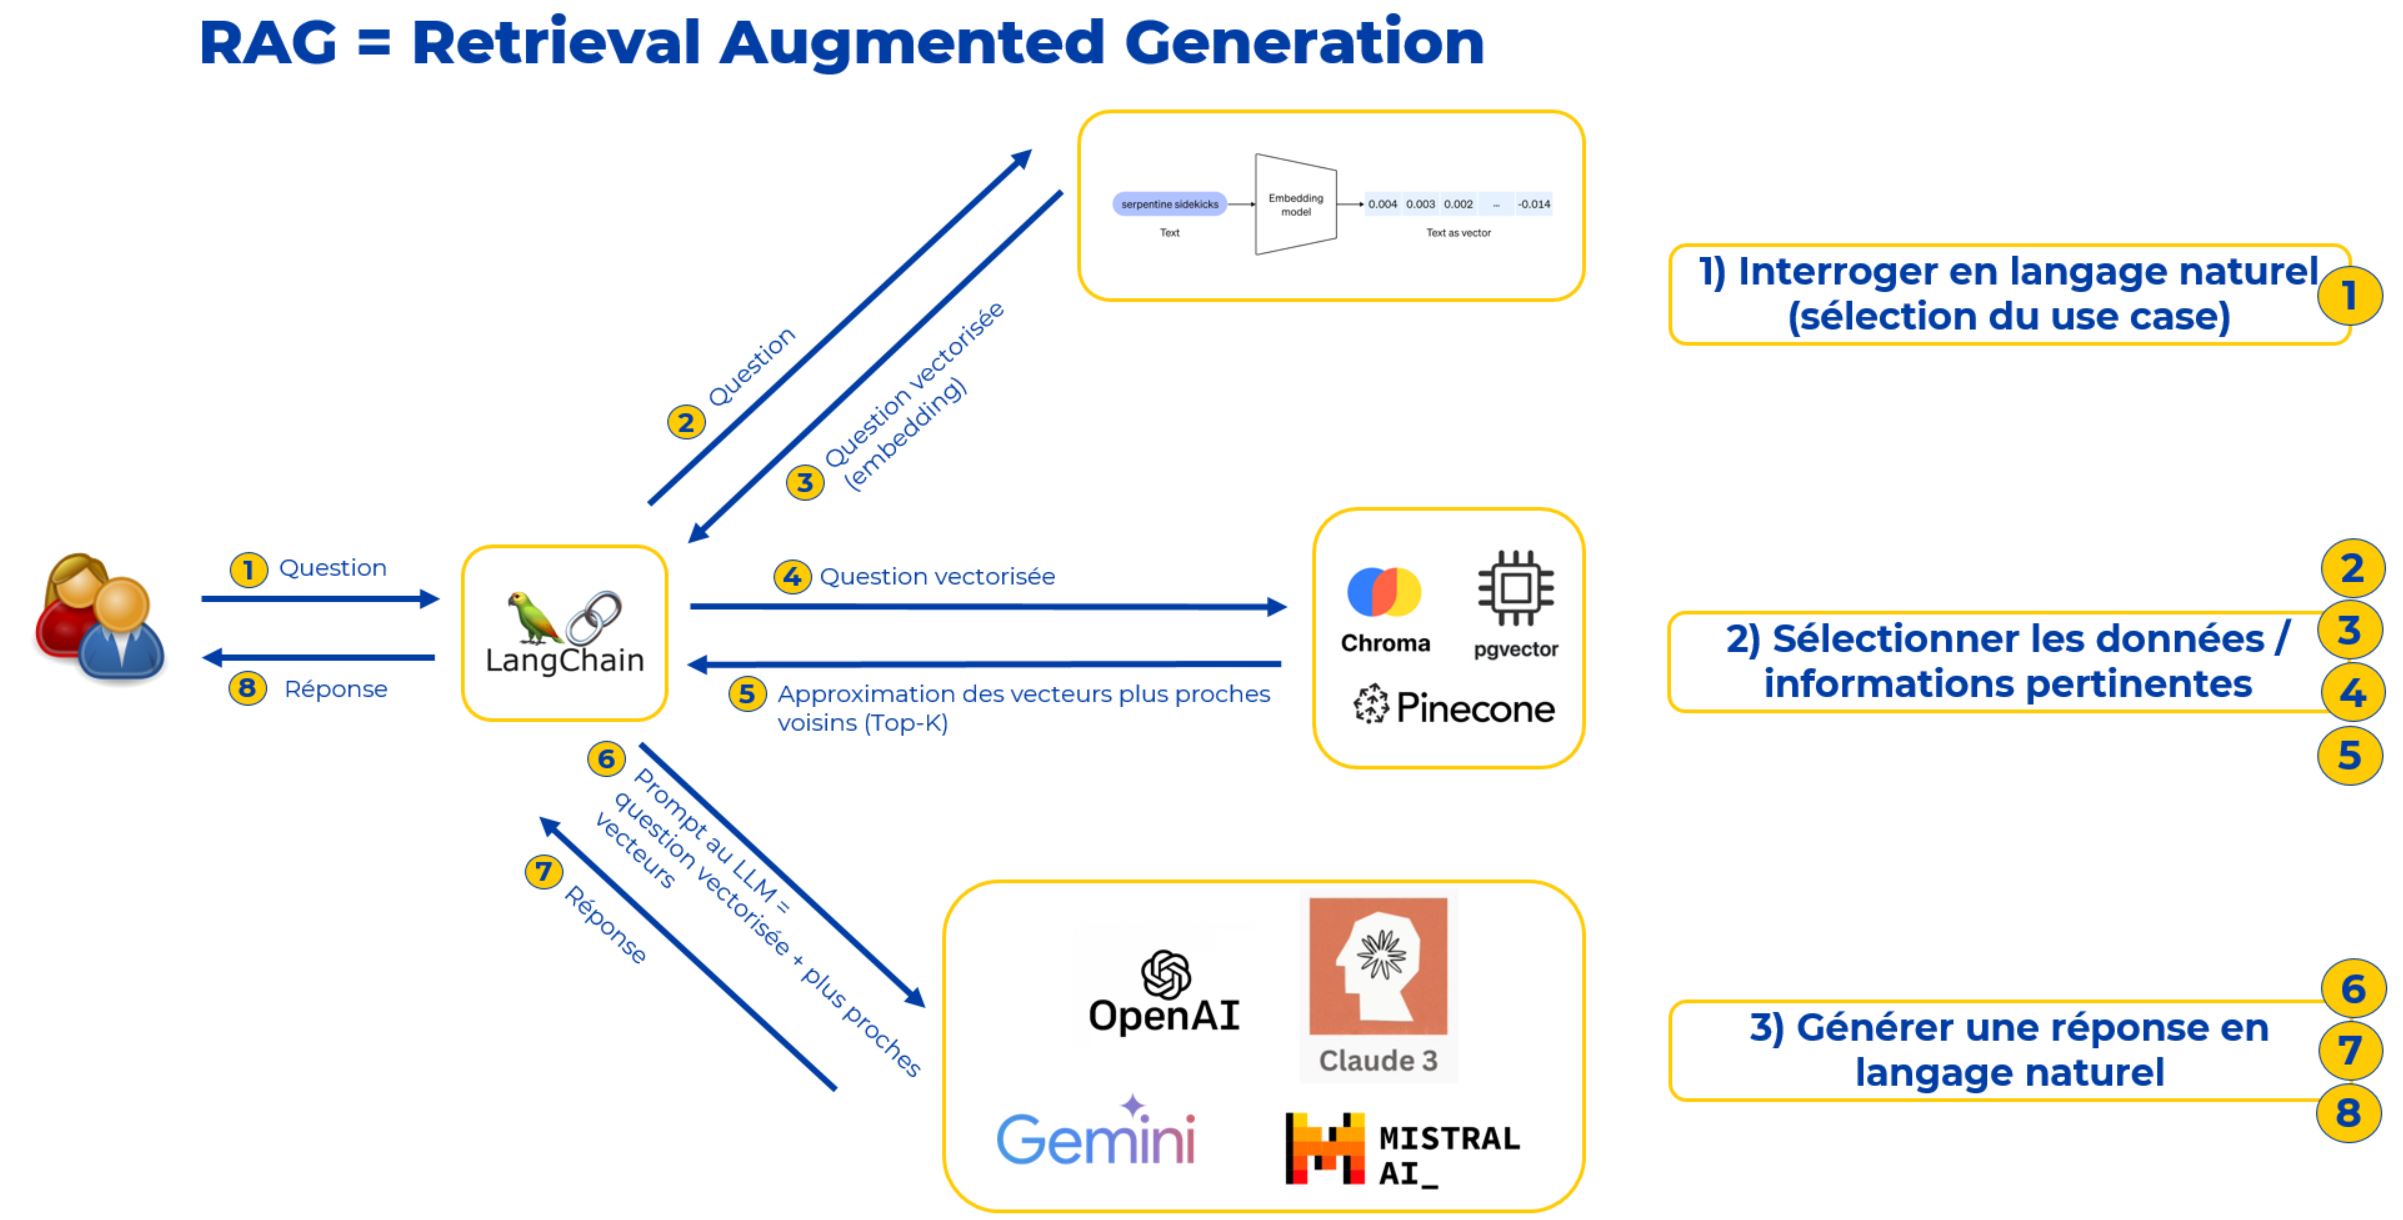 RAG = Retrieval Augmented Generation
serpentine sidekicks
Text
Embedding
model
0.004 0.003 0.002 ... -0.014
Text as vector
1) Interroger en langage naturel
(sélection du use case)
1
2
Question
3
Question vectorisée
(embedding)
1
Question
8
Réponse
LangChain
4
Question vectorisée
5
Approximation des vecteurs plus proches
voisins (Top-K)
Chroma
pgvector
Pinecone
2) Sélectionner les données /
informations pertinentes
2
3
4
5
6
Prompt au LLM =
question vectorisée + plus proches
vecteurs
7
Réponse
OpenAI
Claude 3
Gemini
MISTRAL
AI_
3) Générer une réponse en
langage naturel
6
7
8